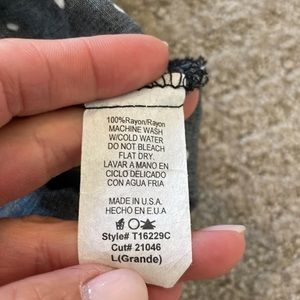 100%Rayon/Rayon
MACHINE WASH
W/COLD WATER
DO NOT BLEACH
FLAT DRY.
LAVAR A MANO EN
CICLO DELICADO
CON AGUA FRIA
MADE IN U.S.A.
HECHO EN E.U.A
Style# T16229C
Cut# 21046
L(Grande)